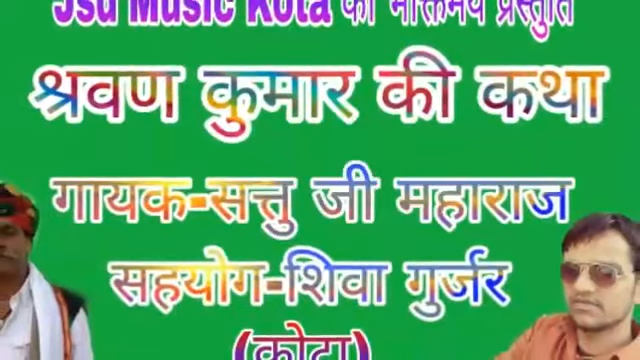 Jsd Music Kota की भक्तिमय प्रस्तुति
श्रवण कुमार की कथा
गायक-सत्तु जी महाराज
सहयोग-शिवा गुर्जर
(कोटा)